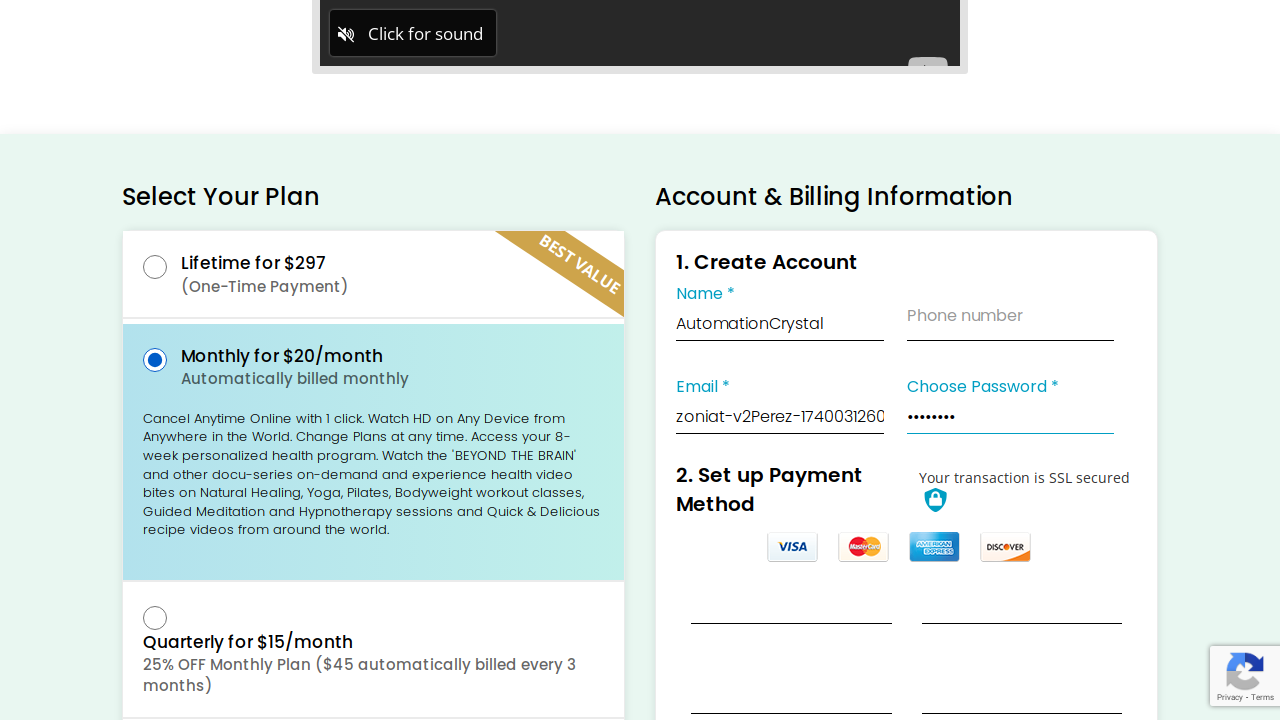 Click for sound
Select Your Plan
Lifetime for $297
(One-Time Payment)
BEST VALUE
Monthly for $20/month
Automatically billed monthly
Cancel Anytime Online with 1 click. Watch HD on Any Device from
Anywhere in the World. Change Plans at any time. Access your 8-
week personalized health program. Watch the 'BEYOND THE BRAIN'
and other docu-series on-demand and experience health video
bites on Natural Healing, Yoga, Pilates, Bodyweight workout classes,
Guided Meditation and Hypnotherapy sessions and Quick & Delicious
recipe videos from around the world.
Quarterly for $15/month
25% OFF Monthly Plan ($45 automatically billed every 3
months)
Account & Billing Information
1. Create Account
Name *
AutomationCrystal
Phone number
Email *
zoniat-v2Perez-1740031260
Choose Password *
••••••••
2. Set up Payment
Method
Your transaction is SSL secured
VISA
MasterCard
AMERICAN EXPRESS
DISCOVER
Privacy - Terms